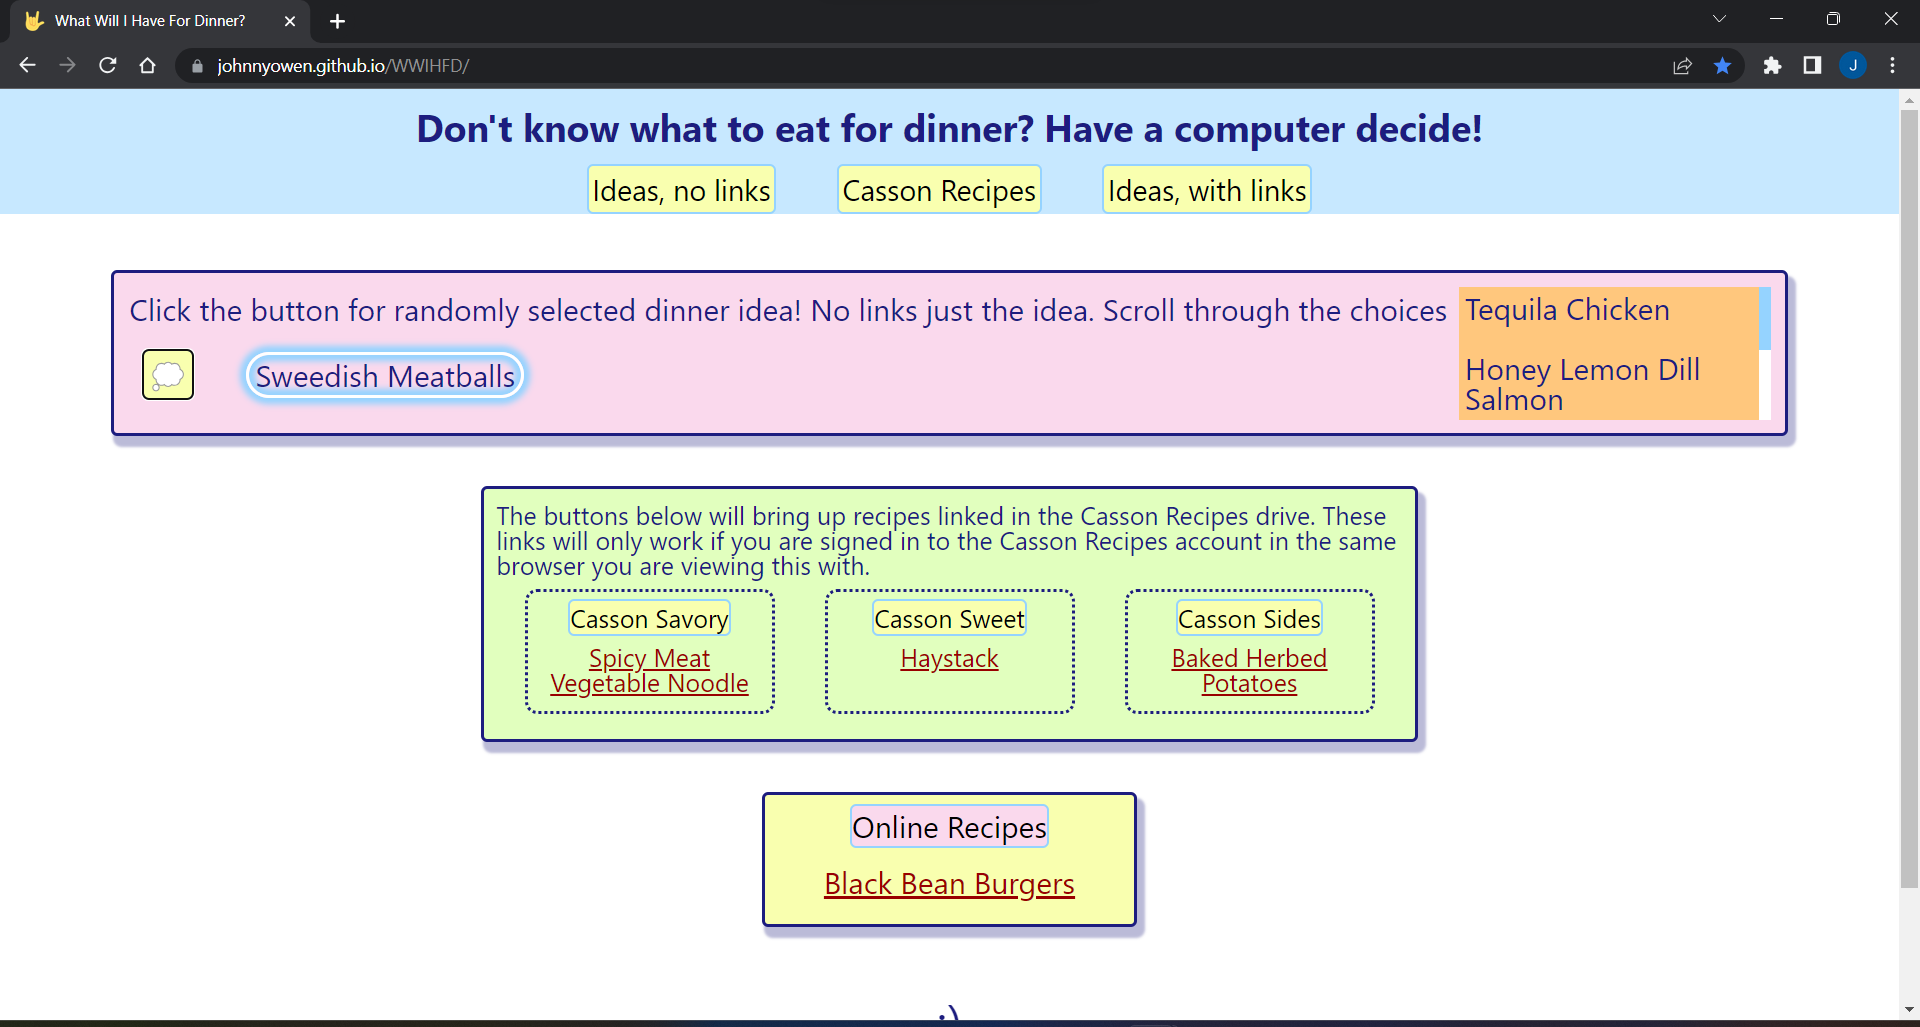 What Will I Have For Dinner?
johnnyowen.github.io/WWIHFD/
J
Don't know what to eat for dinner? Have a computer decide!
Ideas, no links
Casson Recipes
Ideas, with links
Click the button for randomly selected dinner idea! No links just the idea. Scroll through the choices
Sweedish Meatballs
Tequila Chicken
Honey Lemon Dill
Salmon
The buttons below will bring up recipes linked in the Casson Recipes drive. These
links will only work if you are signed in to the Casson Recipes account in the same
browser you are viewing this with.
Casson Savory
Spicy Meat
Vegetable Noodle
Casson Sweet
Haystack
Casson Sides
Baked Herbed
Potatoes
Online Recipes
Black Bean Burgers
:)